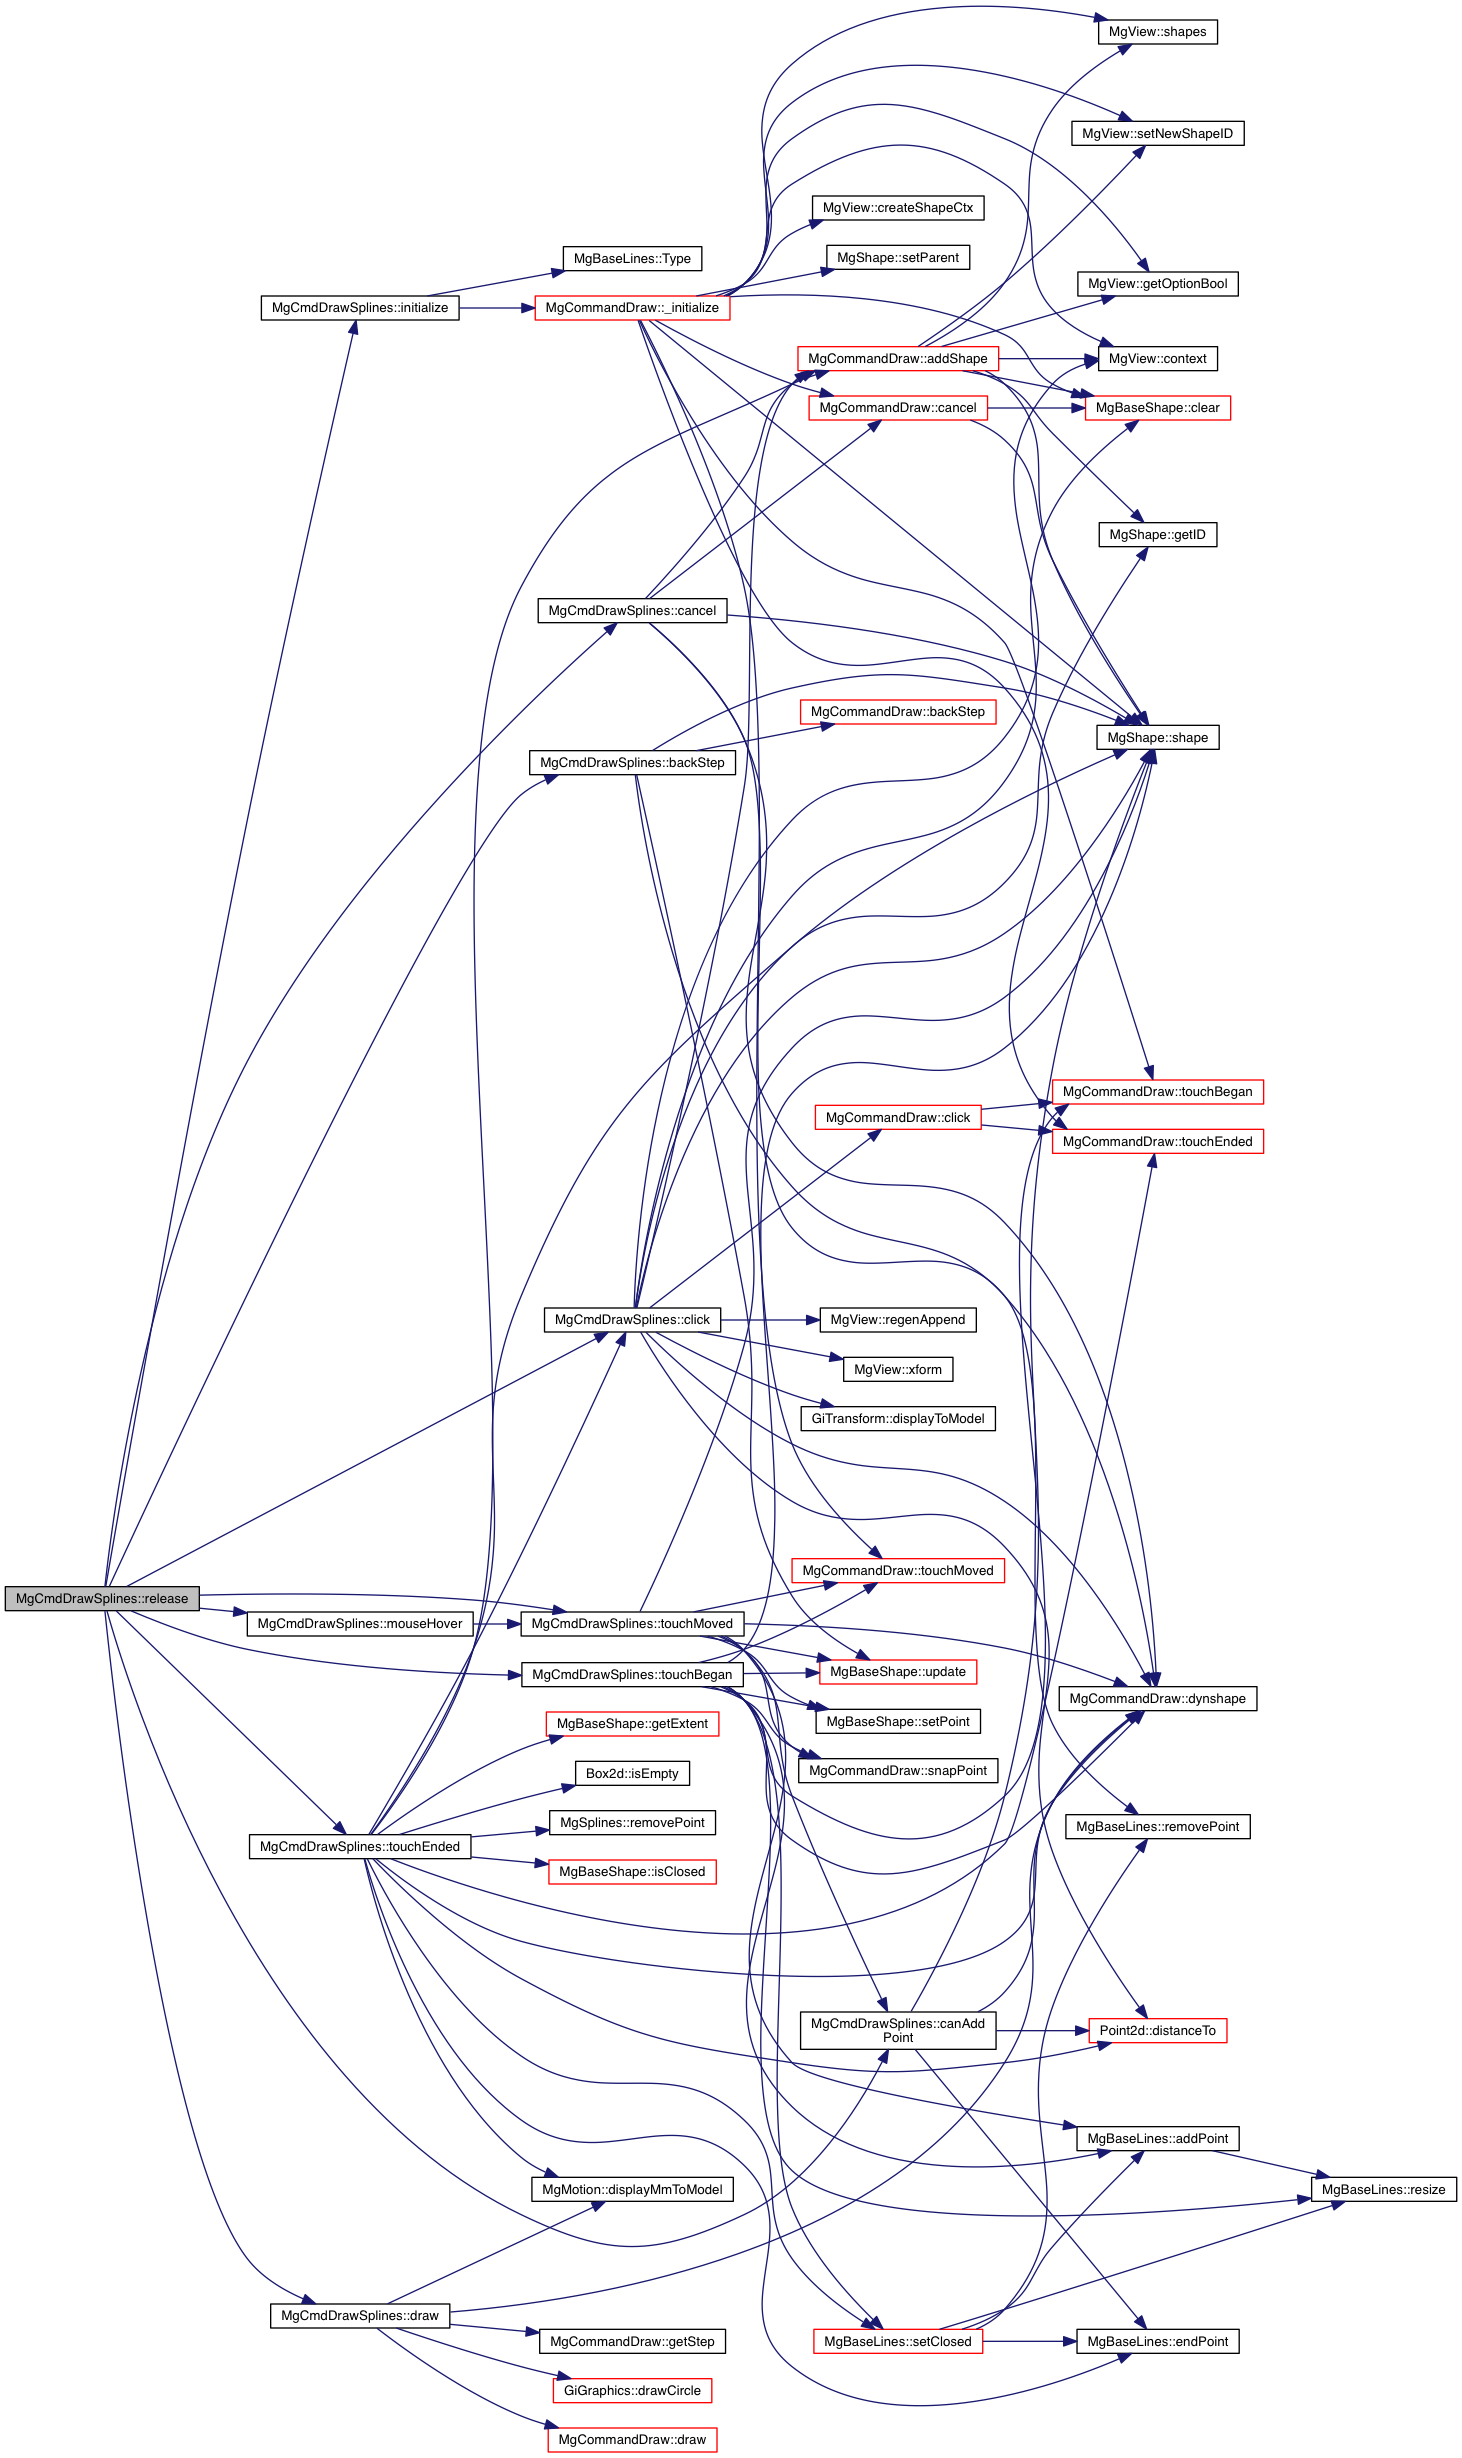 MgView::shapes
MgView::setNewShapeID
MgView::createShapeCtx
MgShape::setParent
MgBaseLines::Type
MgView::getOptionBool
MgCmdDrawSplines::initialize
MgCommandDraw::_initialize
MgCommandDraw::addShape
MgView::context
MgCommandDraw::cancel
MgBaseShape::clear
MgShape::getID
MgCmdDrawSplines::cancel
MgCommandDraw::backStep
MgShape::shape
MgCmdDrawSplines::backStep
MgCommandDraw::touchBegan
MgCommandDraw::click
MgCommandDraw::touchEnded
MgCmdDrawSplines::click
MgView::regenAppend
MgView::xform
GiTransform::displayToModel
MgCommandDraw::touchMoved
MgCmdDrawSplines::release
MgCmdDrawSplines::mouseHover
MgCmdDrawSplines::touchMoved
MgCmdDrawSplines::touchBegan
MgBaseShape::update
MgCommandDraw::dynshape
MgBaseShape::getExtent
MgBaseShape::setPoint
Box2d::isEmpty
MgCommandDraw::snapPoint
MgSplines::removePoint
MgBaseLines::removePoint
MgCmdDrawSplines::touchEnded
MgBaseShape::isClosed
MgCmdDrawSplines::canAdd
Point
Point2d::distanceTo
MgBaseLines::addPoint
MgMotion::displayMmToModel
MgBaseLines::resize
MgCmdDrawSplines::draw
MgCommandDraw::getStep
MgBaseLines::setClosed
MgBaseLines::endPoint
GiGraphics::drawCircle
MgCommandDraw::draw